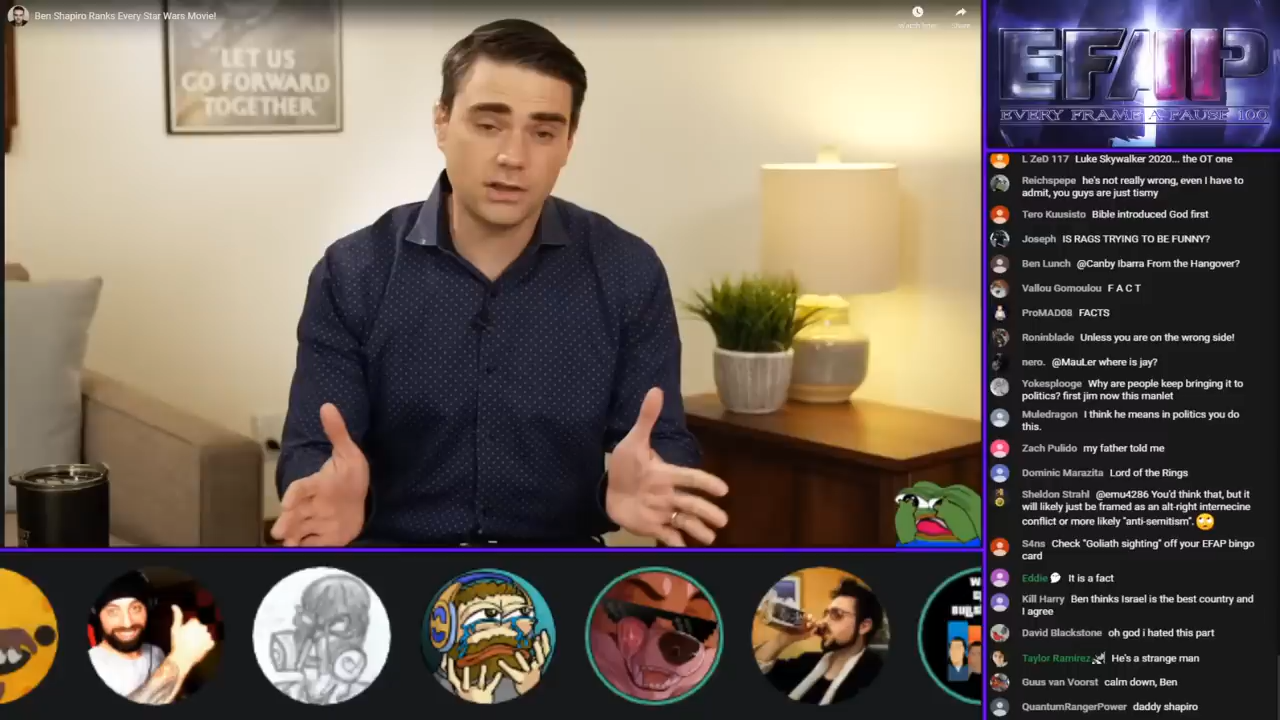 Ben Shapiro Ranks Every Star Wars Movie!
Watch later
Share
LET US
GO FORWARD
TOGETHER
EFAP
EVERY FRAME A PAUSE 100
L ZeD 117 Luke Skywalker 2020... the OT one
Reichspepe he's not really wrong, even I have to
admit, you guys are just tismy
Tero Kuusisto Bible introduced God first
Joseph IS RAGS TRYING TO BE FUNNY?
Ben Lunch @Canby Ibarra From the Hangover?
Vallou Gomoulou F A C T
ProMAD08 FACTS
Roninblade Unless you are on the wrong side!
nero. @MauLer where is jay?
Yokesplooge Why are people keep bringing it to
politics? first jim now this manlet
Muledragon I think he means in politics you do
this.
Zach Pulido my father told me
Dominic Marazita Lord of the Rings
Sheldon Strahl @emu4286 You'd think that, but it
will likely just be framed as an alt-right internecine
conflict or more likely "anti-semitism".
S4ns Check "Goliath sighting" off your EFAP bingo
card
Eddie It is a fact
Kill Harry Ben thinks Israel is the best country and
I agree
David Blackstone oh god i hated this part
Taylor Ramirez He's a strange man
Guus van Voorst calm down, Ben
QuantumRangerPower daddy shapiro